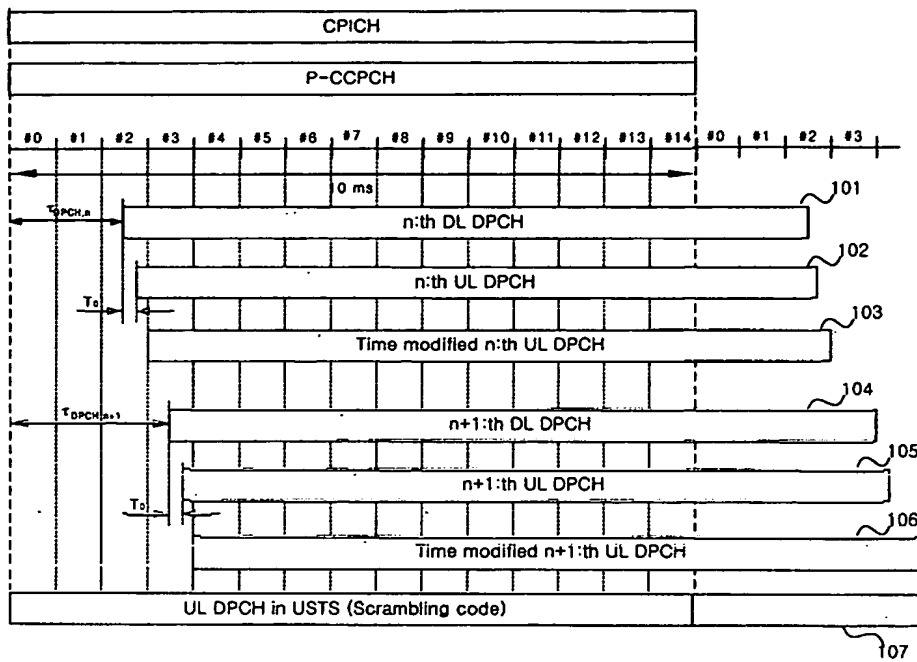 CPICH
P-CCPCH
#0 #1 #2 #3 #4 #5 #6 #7 #8 #9 #10 #11 #12 #13 #14 #0 #1 #2 #3
10 ms
101
τDPCH,n
n:th DL DPCH
102
n:th UL DPCH
T0
103
Time modified n:th UL DPCH
104
τDPCH,n+1
n+1:th DL DPCH
105
n+1:th UL DPCH
T0
106
Time modified n+1:th UL DPCH
UL DPCH in USTS (Scrambling code)
107